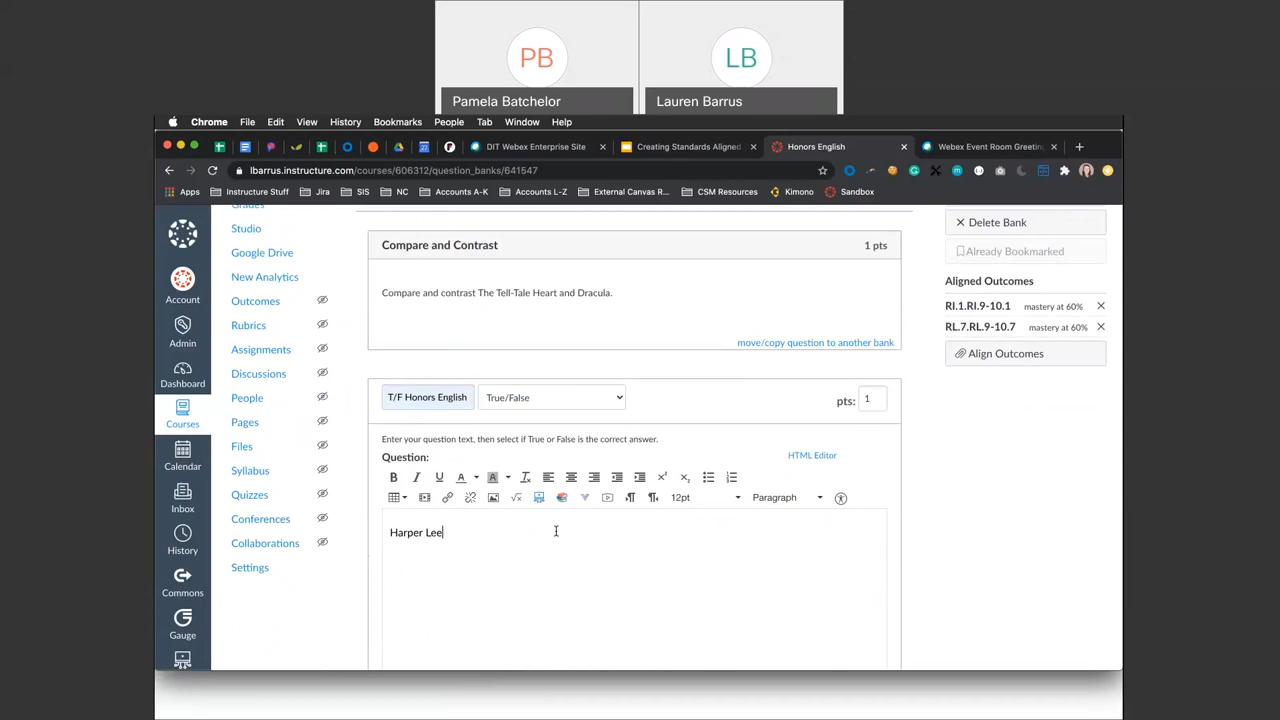 PB
LB
Pamela Batchelor
Lauren Barrus
Chrome File Edit View History Bookmarks People Tab Window Help
DIT Webex Enterprise Site
Creating Standards Aligned
Honors English
Webex Event Room Greeting
lbarrus.instructure.com/courses/606312/question_banks/641547
Apps Instructure Stuff Jira SIS NC Accounts A-K Accounts L-Z External Canvas R... CSM Resources Kimono Sandbox
Account
Admin
Dashboard
Courses
Calendar
Inbox
History
Commons
Gauge
Grades
Studio
Google Drive
New Analytics
Outcomes
Rubrics
Assignments
Discussions
People
Pages
Files
Syllabus
Quizzes
Conferences
Collaborations
Settings
Compare and Contrast 1 pts
Compare and contrast The Tell-Tale Heart and Dracula.
move/copy question to another bank
T/F Honors English True/False pts: 1
Enter your question text, then select if True or False is the correct answer.
Question: HTML Editor
12pt Paragraph
Harper Lee
Delete Bank
Already Bookmarked
Aligned Outcomes
RI.1.RI.9-10.1 mastery at 60%
RL.7.RL.9-10.7 mastery at 60%
Align Outcomes